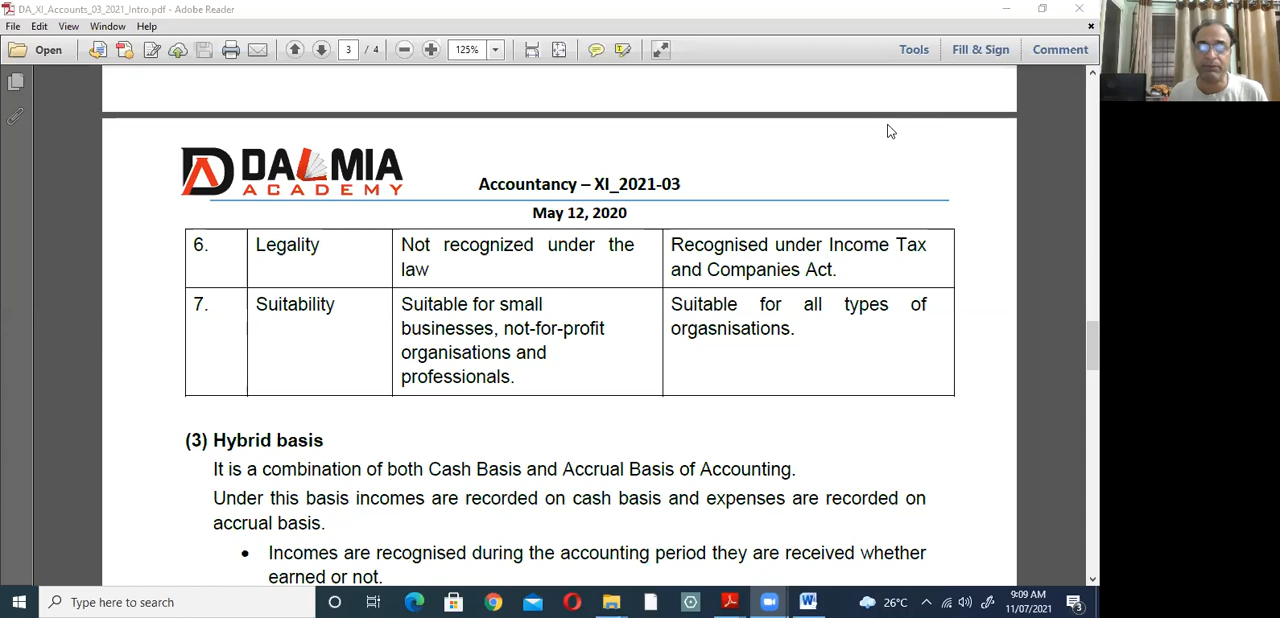 DA_XI_Accounts_03_2021_Intro.pdf - Adobe Reader
File Edit View Window Help
Open 3 / 4 125% Tools Fill & Sign Comment
DALMIA
ACADEMY
Accountancy – XI_2021-03
May 12, 2020
6. Legality Not recognized under the Recognised under Income Tax
law and Companies Act.
7. Suitability Suitable for small Suitable for all types of
businesses, not-for-profit orgasnisations.
organisations and
professionals.
(3) Hybrid basis
It is a combination of both Cash Basis and Accrual Basis of Accounting.
Under this basis incomes are recorded on cash basis and expenses are recorded on
accrual basis.
• Incomes are recognised during the accounting period they are received whether
earned or not.
Type here to search 26°C 9:09 AM
11/07/2021 3